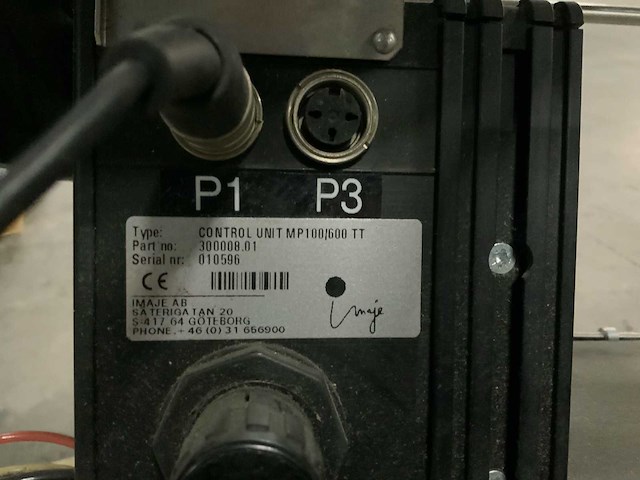 P1 P3
Type: CONTROL UNIT MP100/600 TT
Part no: 300008.01
Serial nr: 010596
CE
IMAJE AB
SATERIGATAN 20
S-417 64 GÖTEBORG
PHONE. +46 (0) 31 656900
Imaje